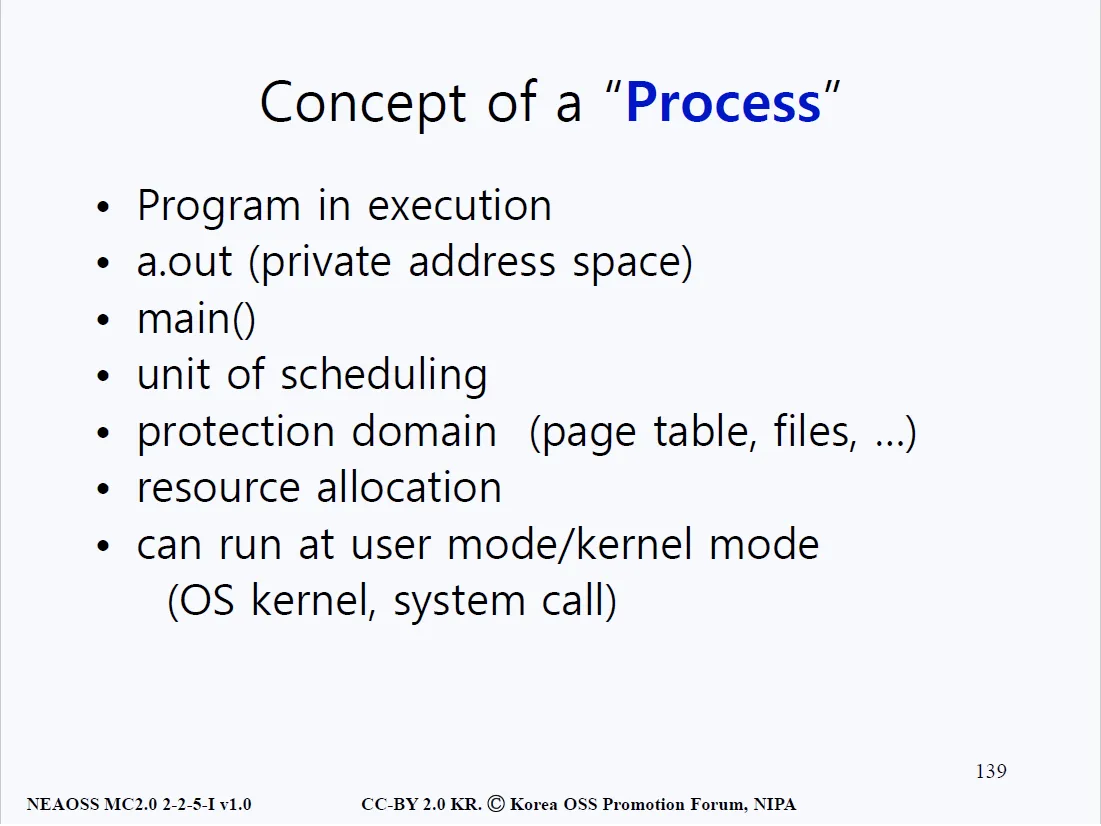 Concept of a “Process”
• Program in execution
• a.out (private address space)
• main()
• unit of scheduling
• protection domain (page table, files, …)
• resource allocation
• can run at user mode/kernel mode
(OS kernel, system call)
139
NEAOSS MC2.0 2-2-5-I v1.0 CC-BY 2.0 KR. Ⓒ Korea OSS Promotion Forum, NIPA